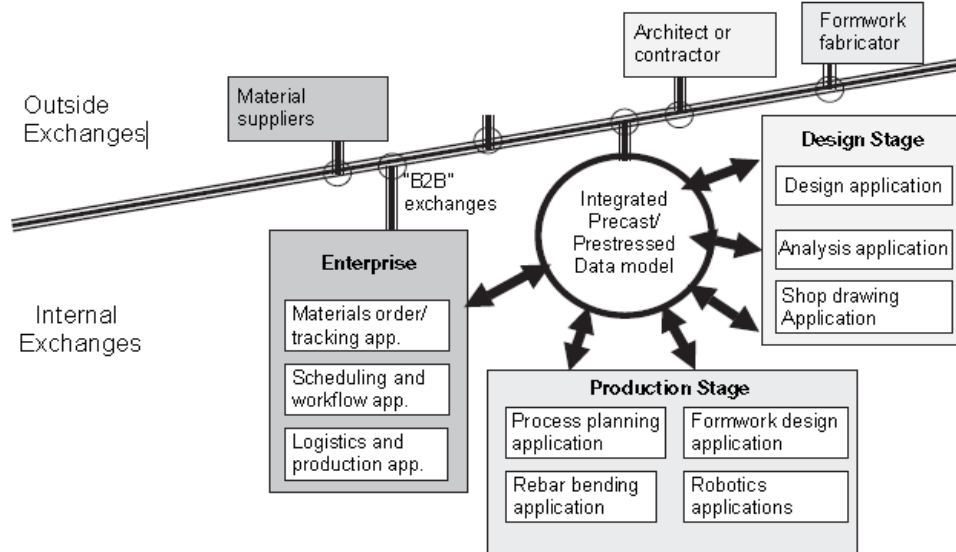 Formwork
fabricator
Architect or
contractor
Material
suppliers
Outside
Exchanges
"B2B"
exchanges
Integrated
Precast/
Prestressed
Data model
Design Stage
Design application
Analysis application
Shop drawing
Application
Internal
Exchanges
Enterprise
Materials order/
tracking app.
Scheduling and
workflow app.
Logistics and
production app.
Production Stage
Process planning
application
Formwork design
application
Rebar bending
application
Robotics
applications